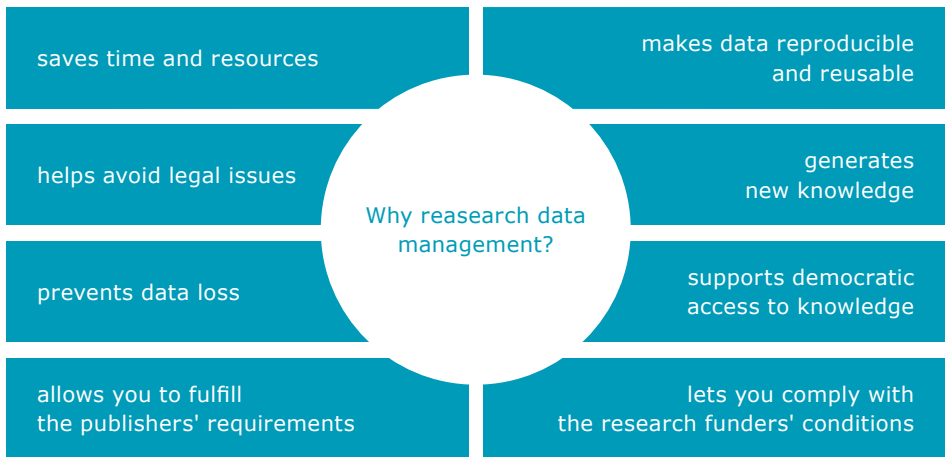 saves time and resources
makes data reproducible
and reusable
helps avoid legal issues
generates
new knowledge
Why reasearch data
management?
prevents data loss
supports democratic
access to knowledge
allows you to fulfill
the publishers' requirements
lets you comply with
the research funders' conditions